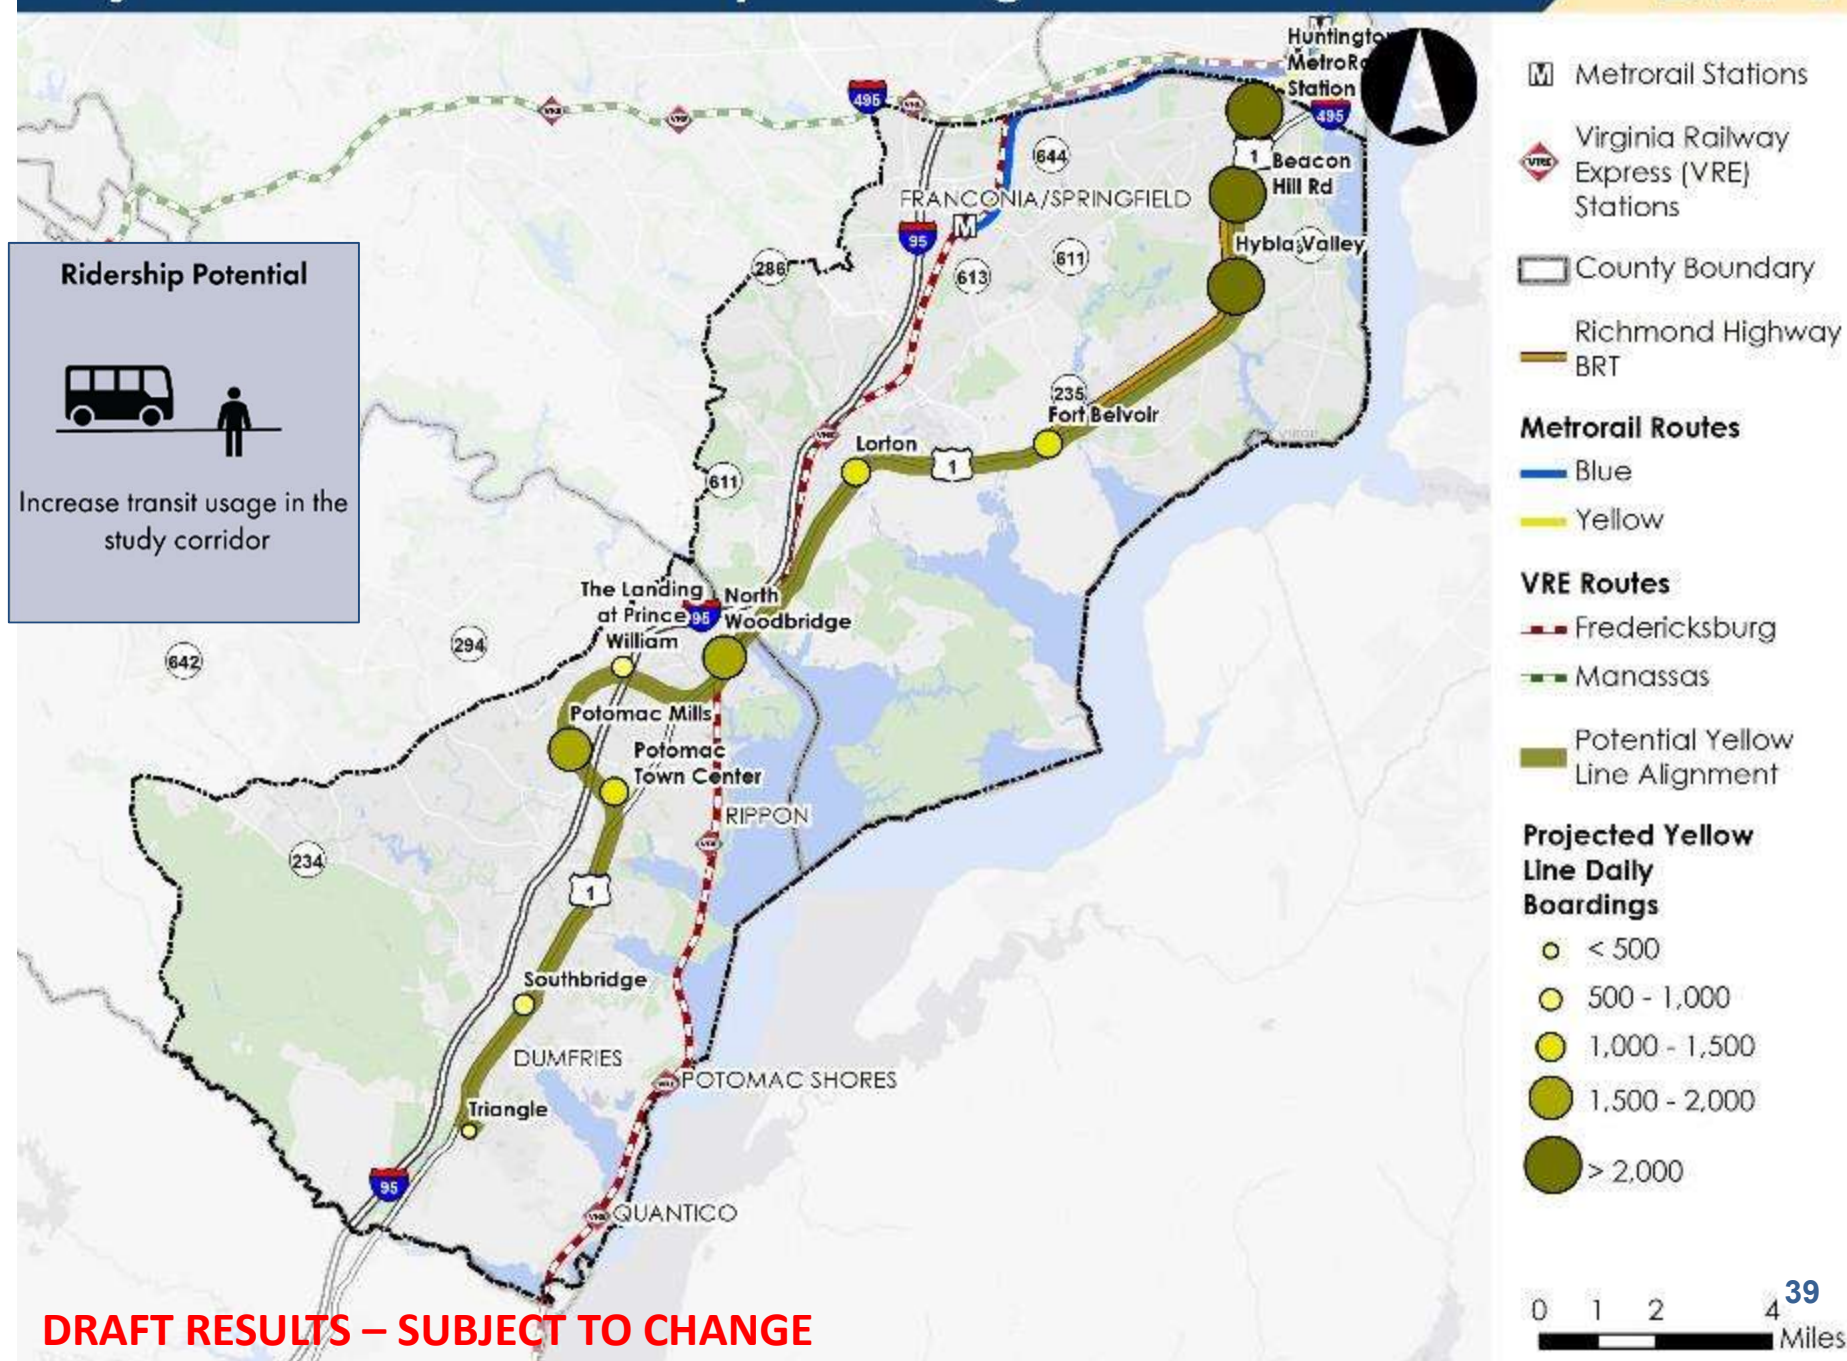 Huntingto
MetroRa
Station
495
495
1
Beacon
Hill Rd
644
FRANCONIA/SPRINGFIELD
M
95
Hybla Valley
286
613
611
Ridership Potential
Increase transit usage in the
study corridor
235
Fort Belvoir
Lorton
1
611
The Landing
at Prince
William
95
North
Woodbridge
294
642
Potomac Mills
Potomac
Town Center
RIPPON
234
1
Southbridge
DUMFRIES
POTOMAC SHORES
Triangle
95
QUANTICO
DRAFT RESULTS – SUBJECT TO CHANGE
M Metrorail Stations
VRE Virginia Railway
Express (VRE)
Stations
County Boundary
Richmond Highway
BRT
Metrorail Routes
Blue
Yellow
VRE Routes
Fredericksburg
Manassas
Potential Yellow
Line Alignment
Projected Yellow
Line Daily
Boardings
< 500
500 - 1,000
1,000 - 1,500
1,500 - 2,000
> 2,000
39
0 1 2 4
Miles